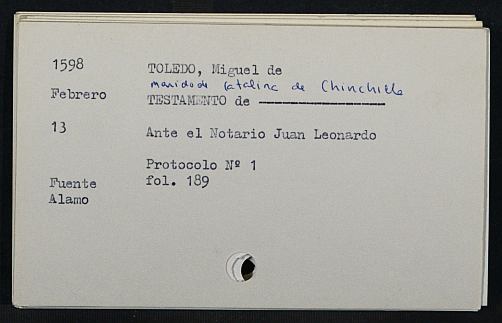 1598 TOLEDO, Miguel de
marido de Catalina de Chinchilla
Febrero TESTAMENTO de ----------------
13 Ante el Notario Juan Leonardo
Protocolo Nº 1
Fuente fol. 189
Alamo